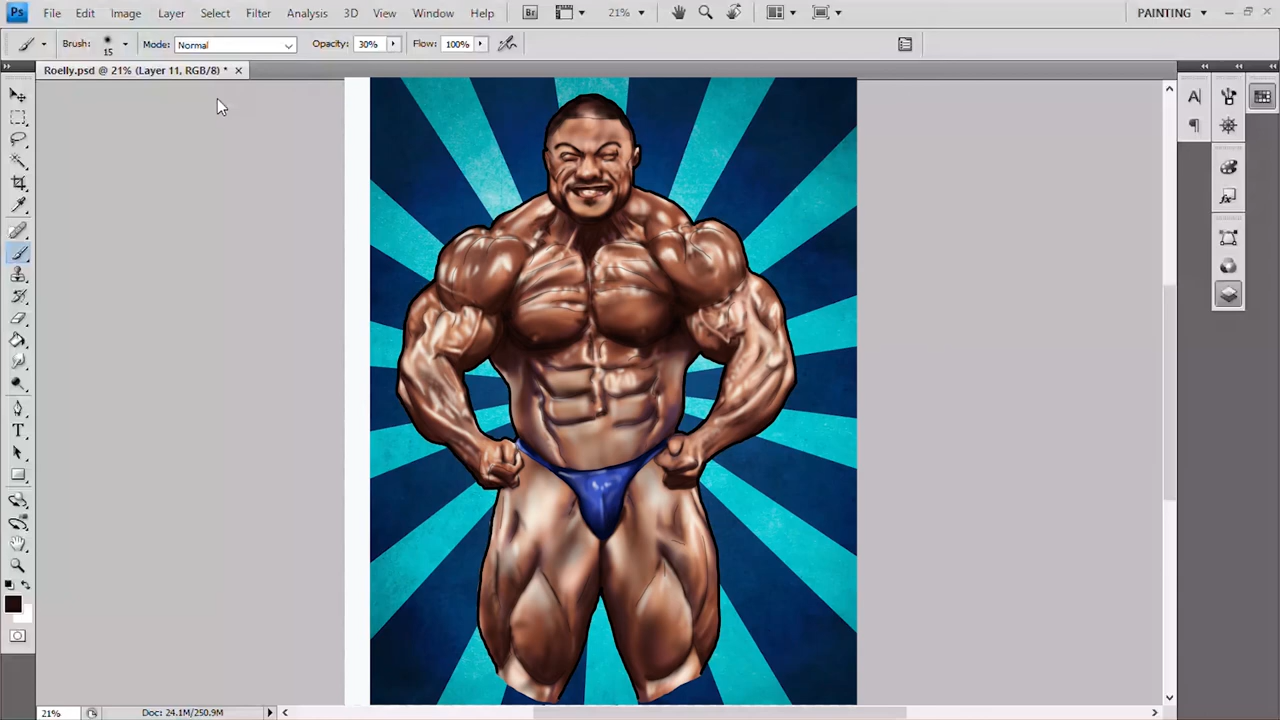 Ps File Edit Image Layer Select Filter Analysis 3D View Window Help Br 21% PAINTING
Brush: 15 Mode: Normal Opacity: 30% Flow: 100%
Roelly.psd @ 21% (Layer 11, RGB/8) *
21% Doc: 24.1M/250.9M